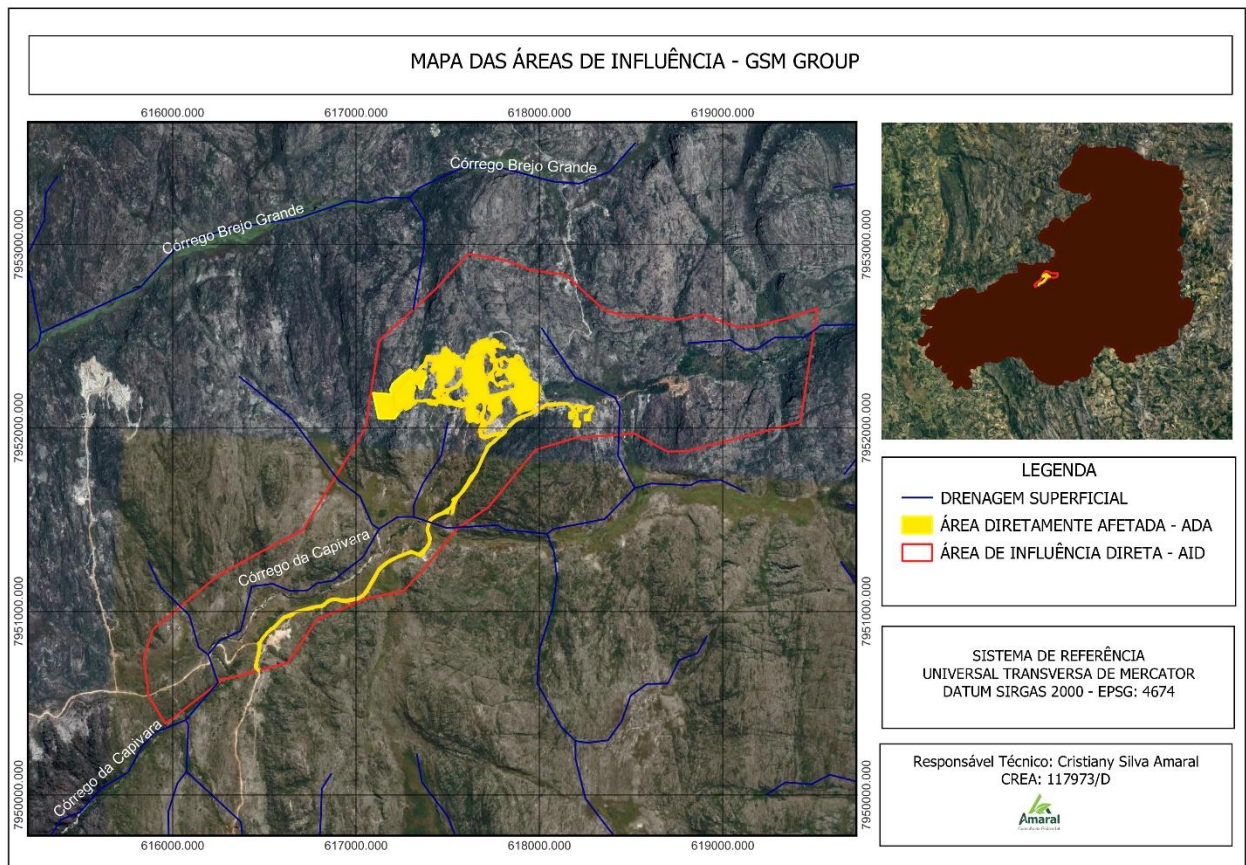 MAPA DAS ÁREAS DE INFLUÊNCIA - GSM GROUP
616000.000 617000.000 618000.000 619000.000
7953000.000
7952000.000
7951000.000
7950000.000
Córrego Brejo Grande
Córrego Brejo Grande
Córrego da Capivara
Córrego da Capivara
7953000.000
7952000.000
7951000.000
7950000.000
616000.000 617000.000 618000.000 619000.000
LEGENDA
DRENAGEM SUPERFICIAL
ÁREA DIRETAMENTE AFETADA - ADA
ÁREA DE INFLUÊNCIA DIRETA - AID
SISTEMA DE REFERÊNCIA
UNIVERSAL TRANSVERSA DE MERCATOR
DATUM SIRGAS 2000 - EPSG: 4674
Responsável Técnico: Cristiany Silva Amaral
CREA: 117973/D
Amaral